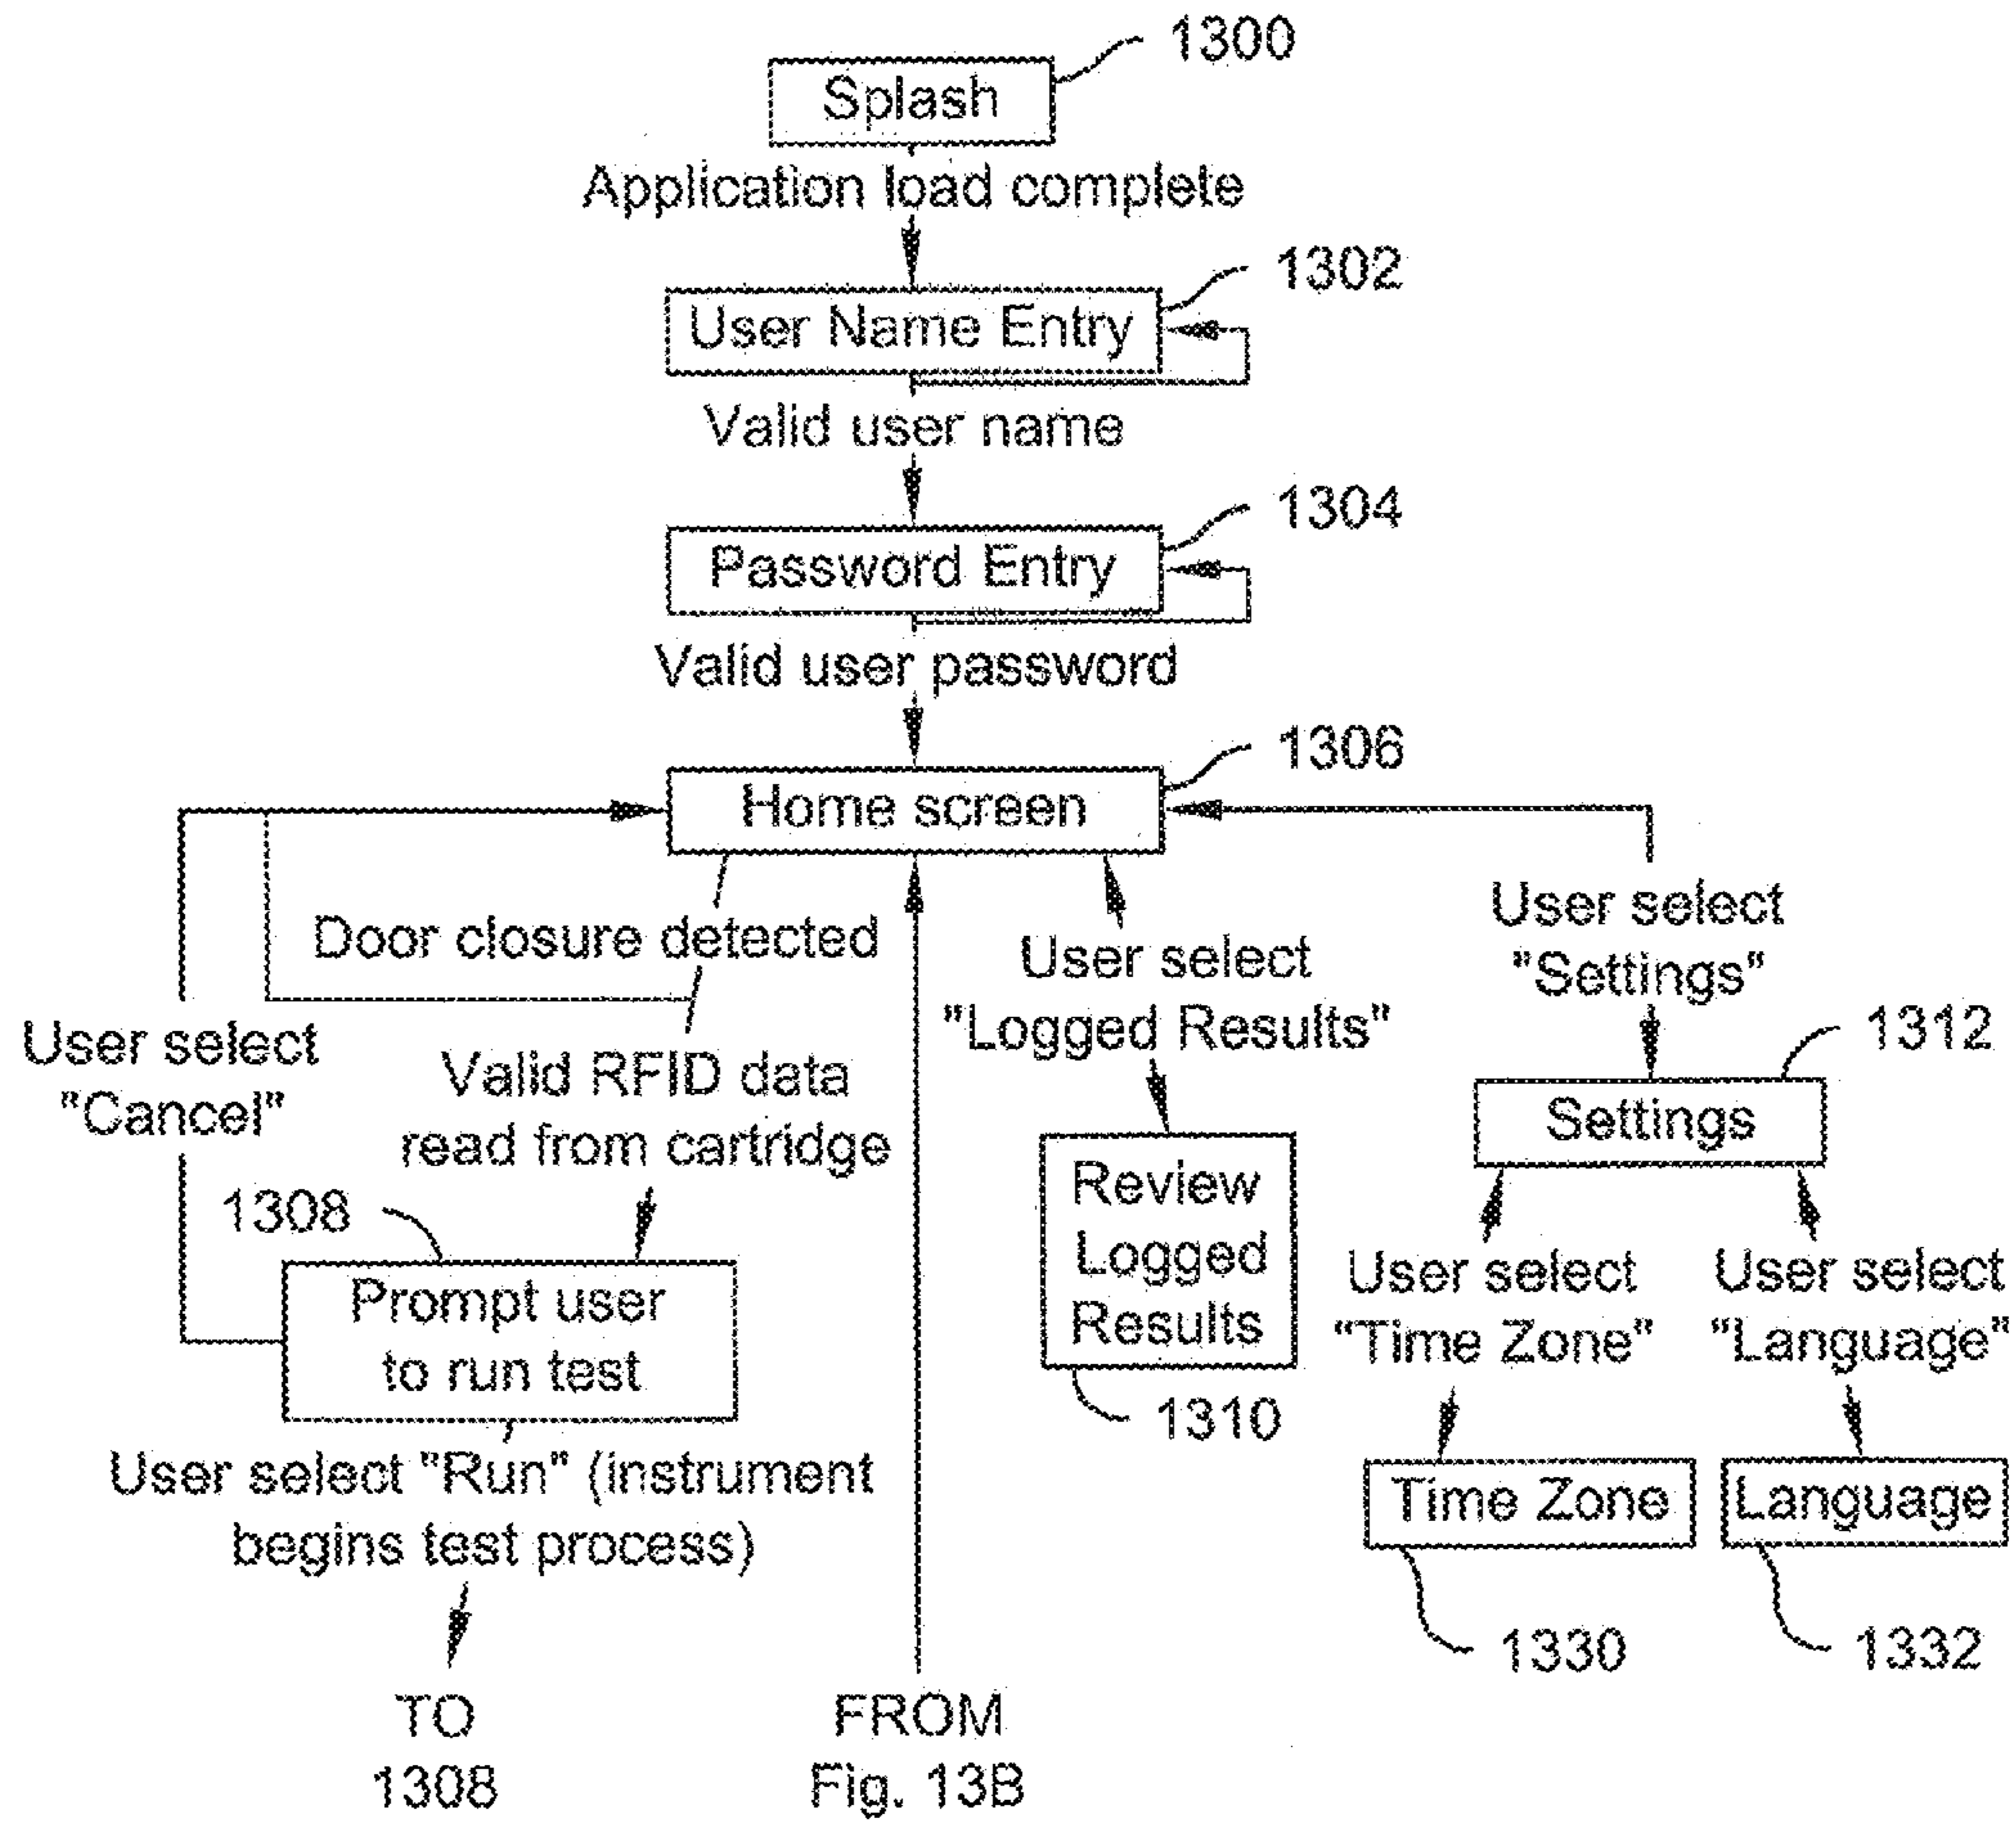 1300
Splash
Application load complete
1302
User Name Entry
Valid user name
1304
Password Entry
Valid user password
1306
Home screen
Door closure detected
User select
"Cancel"
Valid RFID data
read from cartridge
User select
"Logged Results"
User select
"Settings"
1312
Settings
1308
Prompt user
to run test
Review
Logged
Results
1310
User select
"Time Zone"
User select
"Language"
User select "Run" (instrument
begins test process)
Time Zone
Language
1330
1332
TO
1308
FROM
Fig. 13B